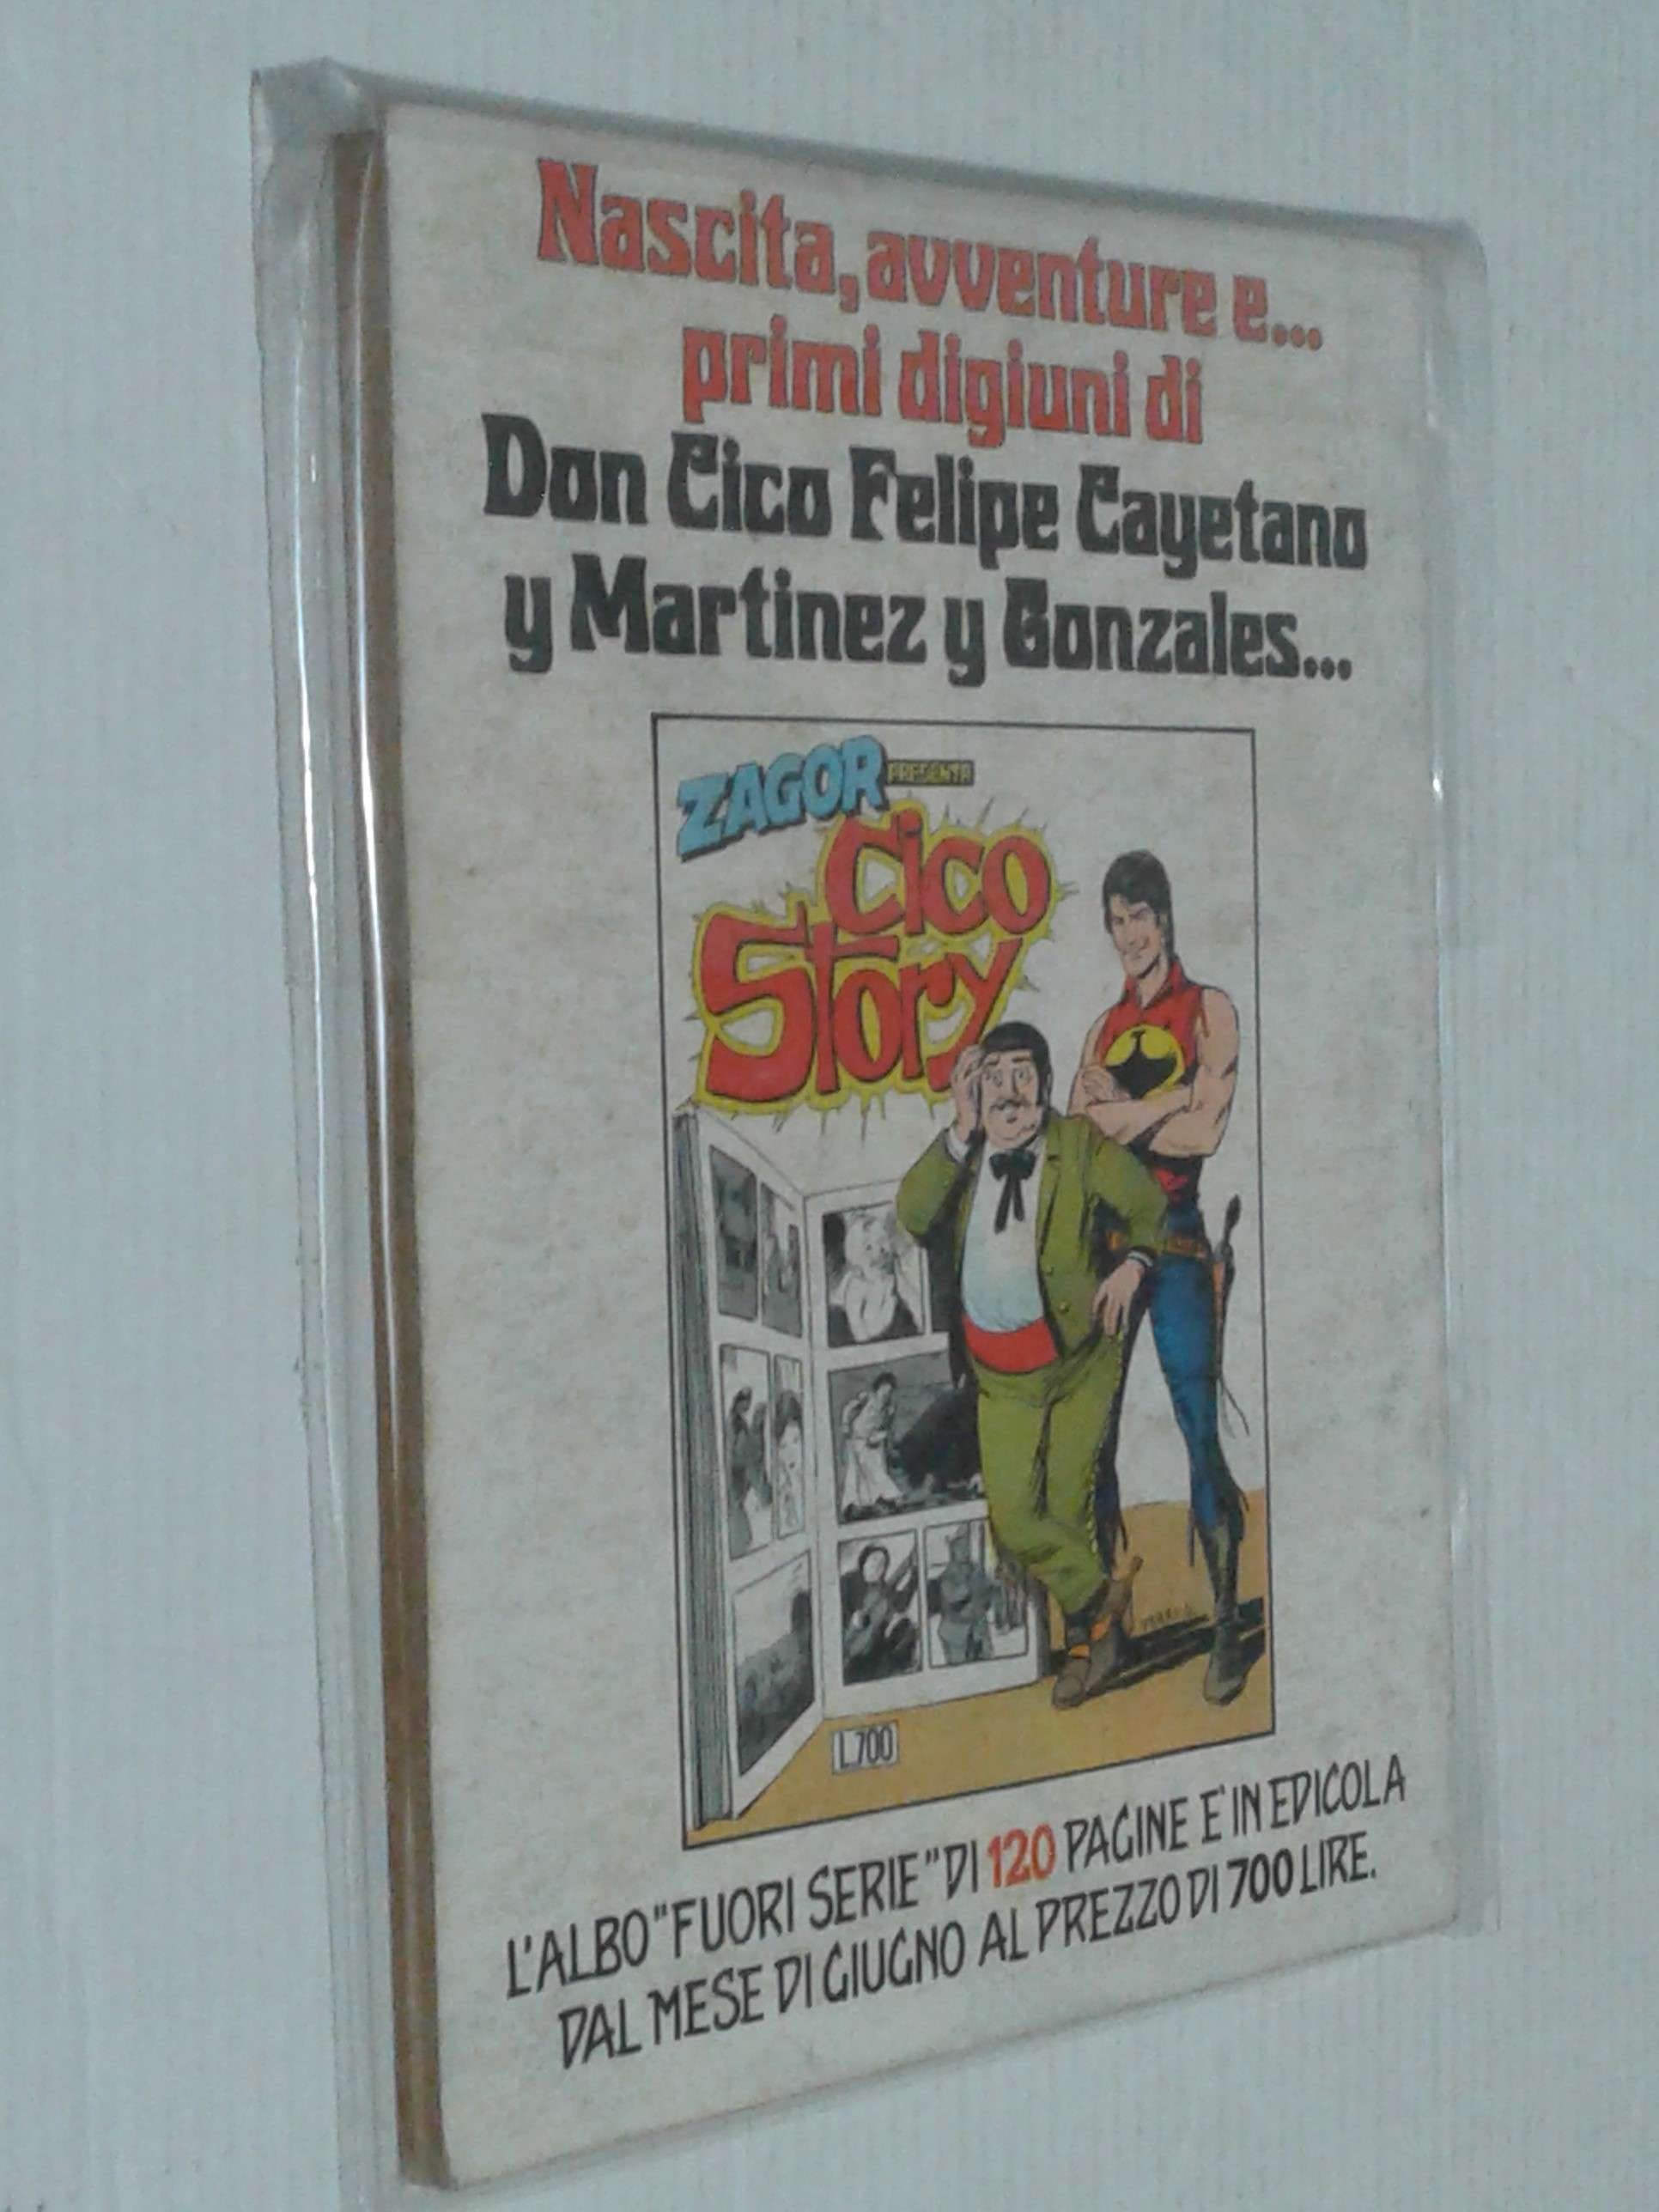 Nascita, avventure e...
primi digiuni di
Don Cico Felipe Cayetano
y Martinez y Gonzales...
ZAGOR PRESENTA
Cico
Story
L.700
L'ALBO "FUORI SERIE" DI 120 PAGINE E' IN EDICOLA
DAL MESE DI GIUGNO AL PREZZO DI 700 LIRE.